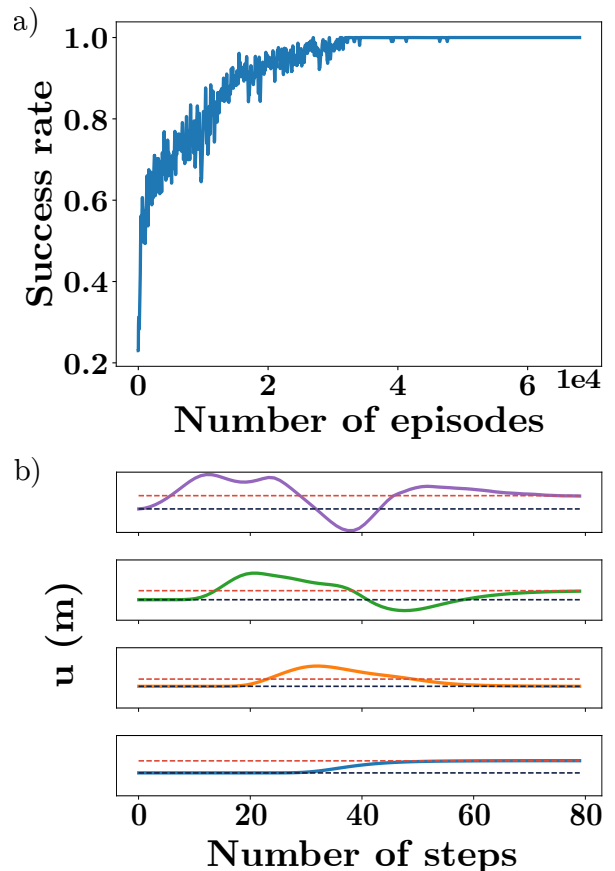 a)
Success rate
1.0
0.8
0.6
0.4
0.2
0 2 4 6
1e4
Number of episodes
b)
u (m)
0 20 40 60 80
Number of steps